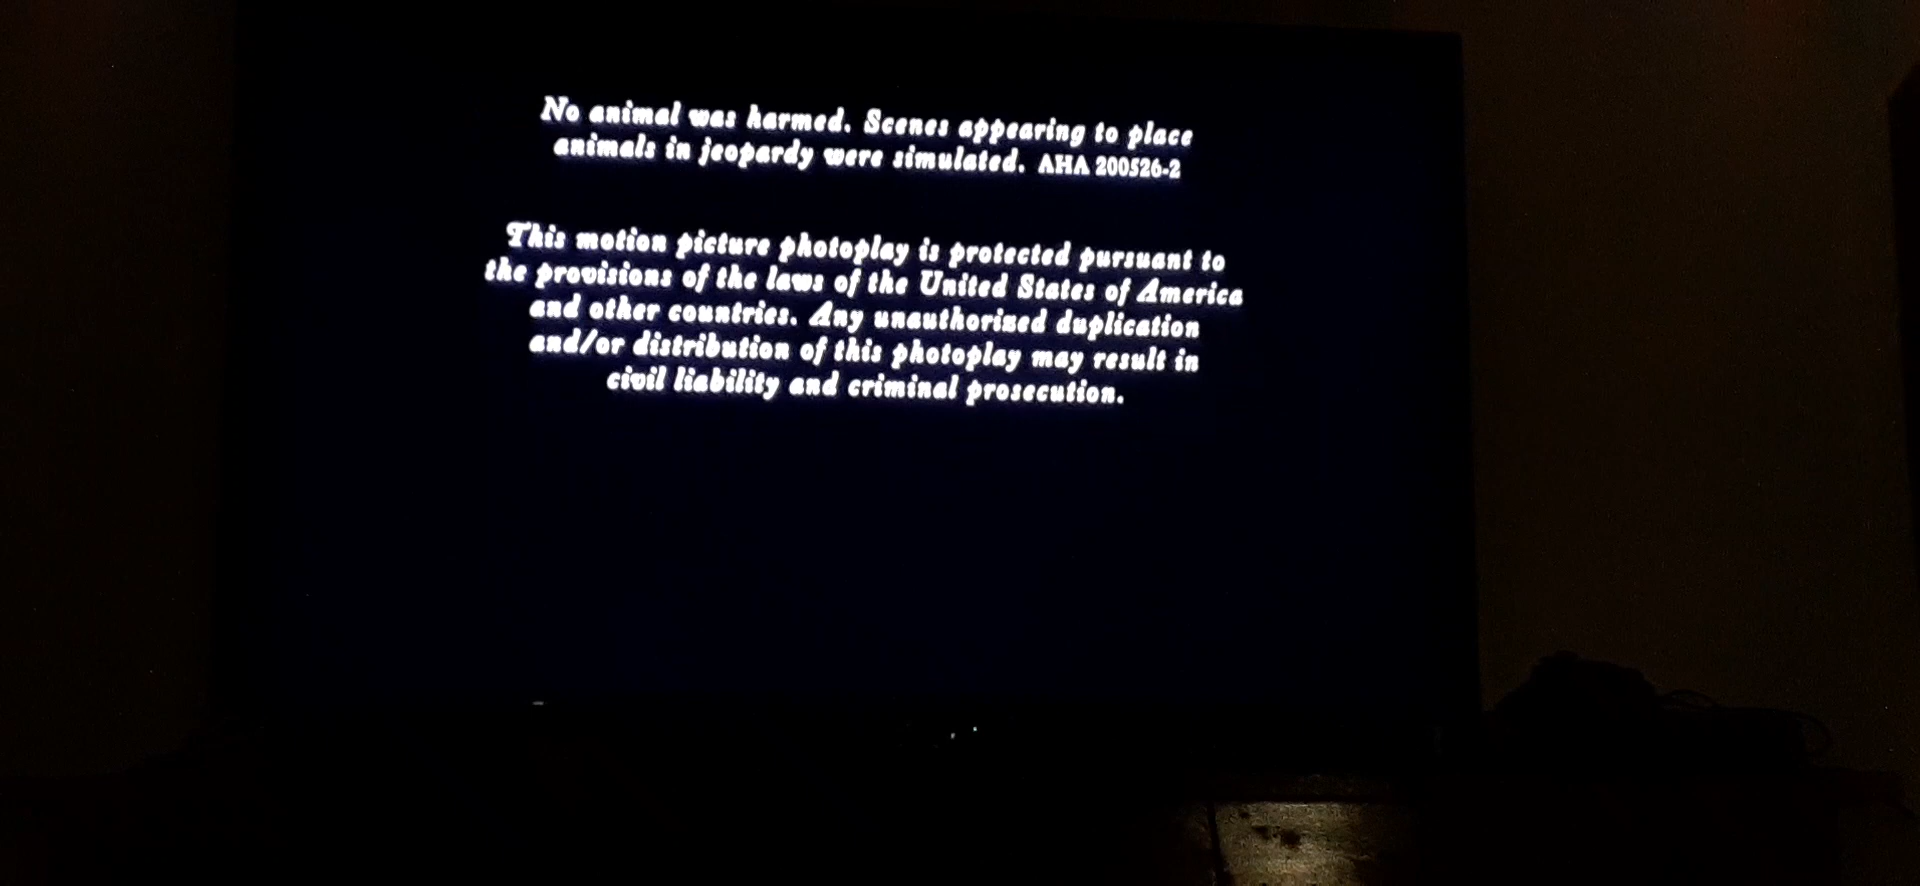 No animal was harmed. Scenes appearing to place
animals in jeopardy were simulated. AHA 200526-2
This motion picture photoplay is protected pursuant to
the provisions of the laws of the United States of America
and other countries. Any unauthorized duplication
and/or distribution of this photoplay may result in
civil liability and criminal prosecution.